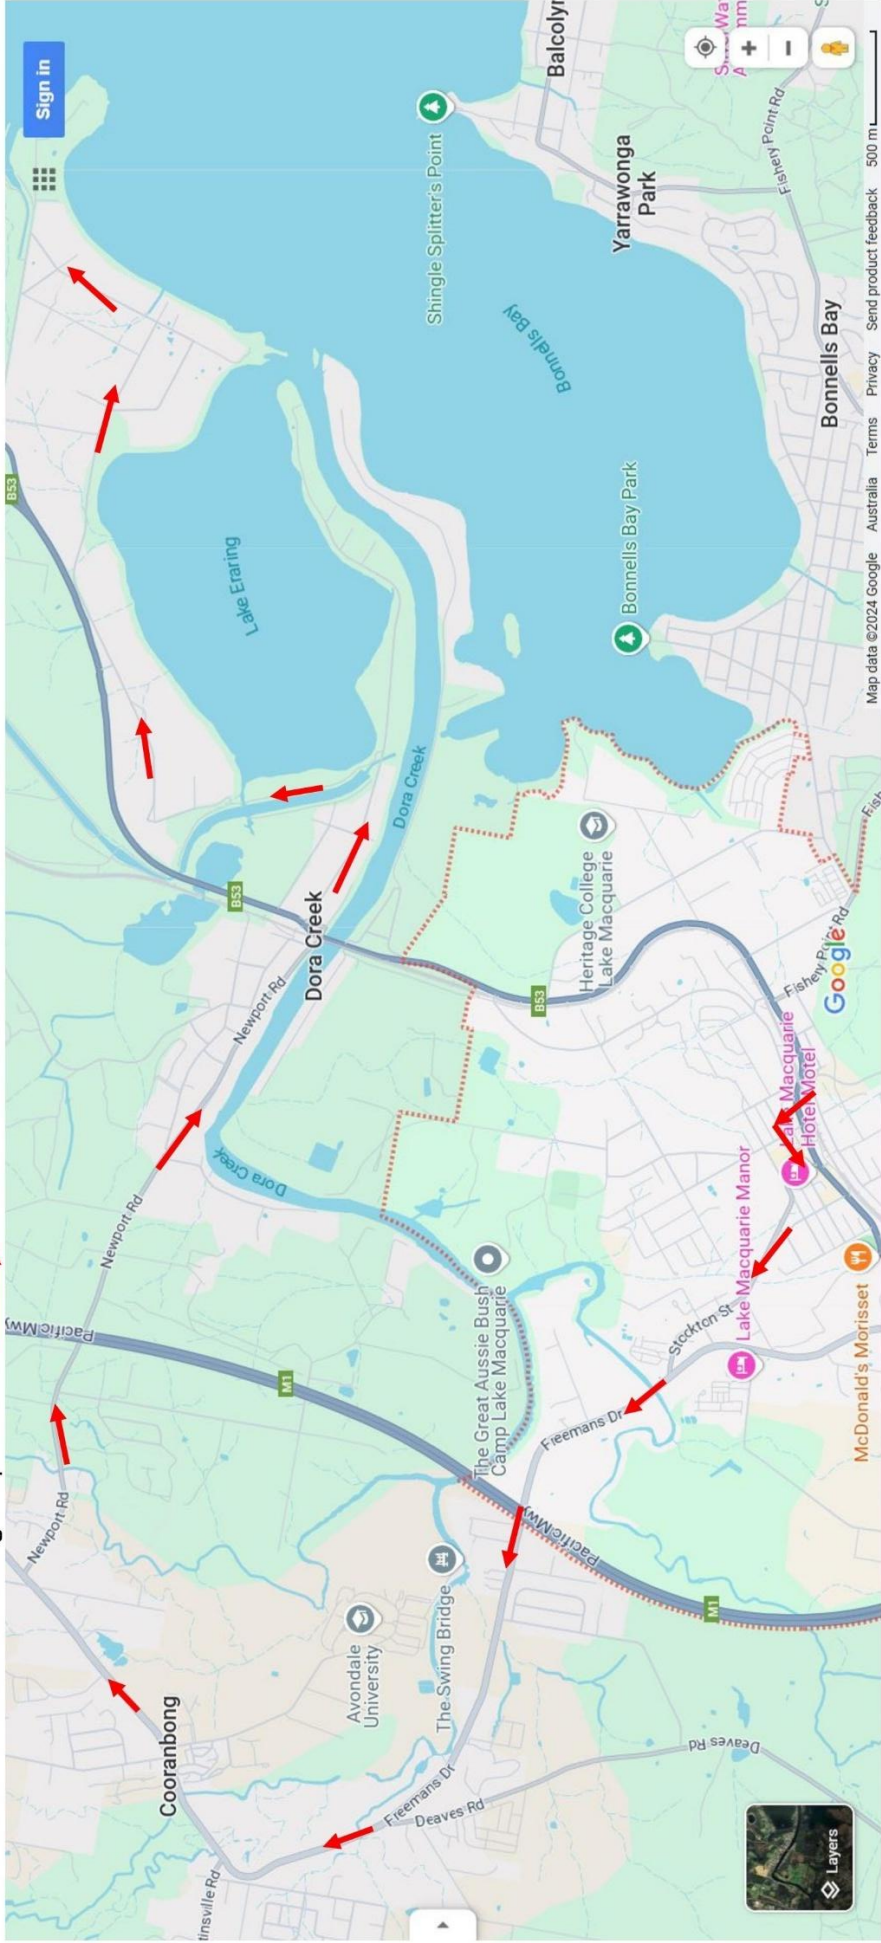 Sign in
B53
Lake Eraring
Shingle Splitter's Point
Balcolyn
Yarrawonga
Park
Fishery Point Rd
Bonnells
Bay
Bonnells Bay
Bonnells Bay Park
Dora Creek
B53
Dora Creek
Newport Rd
Newport Rd
Dora Creek
Pacific Mwy
M1
Newport Rd
Heritage College
Lake Macquarie
B53
Fishery Point Rd
Google
Lake Macquarie
Hotel Motel
Lake Macquarie Manor
Stockton St
McDonald's Morisset
The Great Aussie Bush
Camp Lake Macquarie
Freemans Dr
Pacific Mwy
M1
The Swing Bridge
Avondale
University
Cooranbong
Freemans Dr
Deaves Rd
Deaves Rd
tinsville Rd
Layers
Map data ©2024 Google
Australia
Terms
Privacy
Send product feedback
500 m